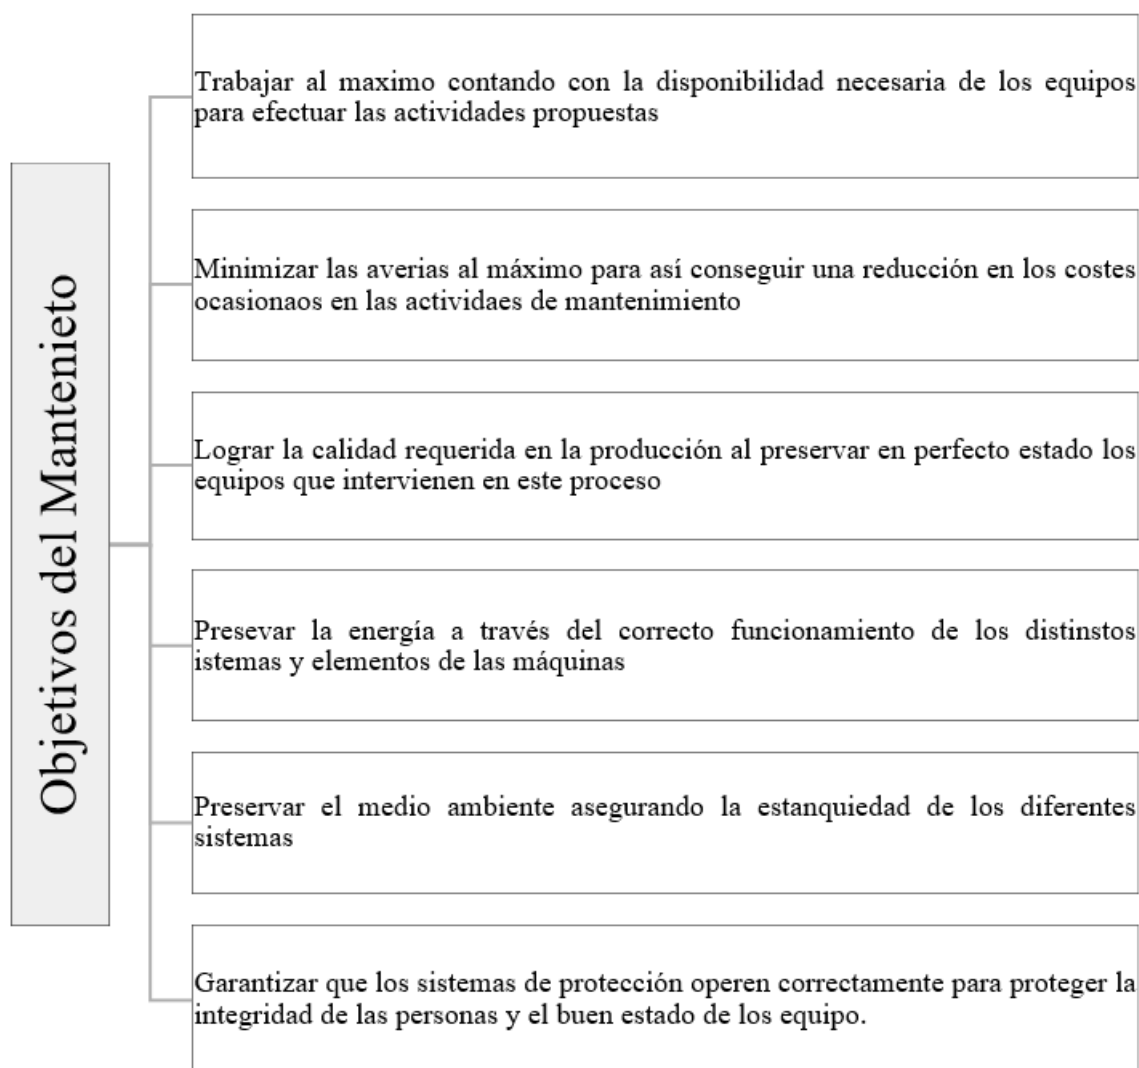 Objetivos del Mantenieto
Trabajar al maximo contando con la disponibilidad necesaria de los equipos
para efectuar las actividades propuestas
Minimizar las averias al máximo para así conseguir una reducción en los costes
ocasionaos en las actividaes de mantenimiento
Lograr la calidad requerida en la producción al preservar en perfecto estado los
equipos que intervienen en este proceso
Presevar la energía a través del correcto funcionamiento de los distinstos
istemas y elementos de las máquinas
Preservar el medio ambiente asegurando la estanquiedad de los diferentes
sistemas
Garantizar que los sistemas de protección operen correctamente para proteger la
integridad de las personas y el buen estado de los equipo.